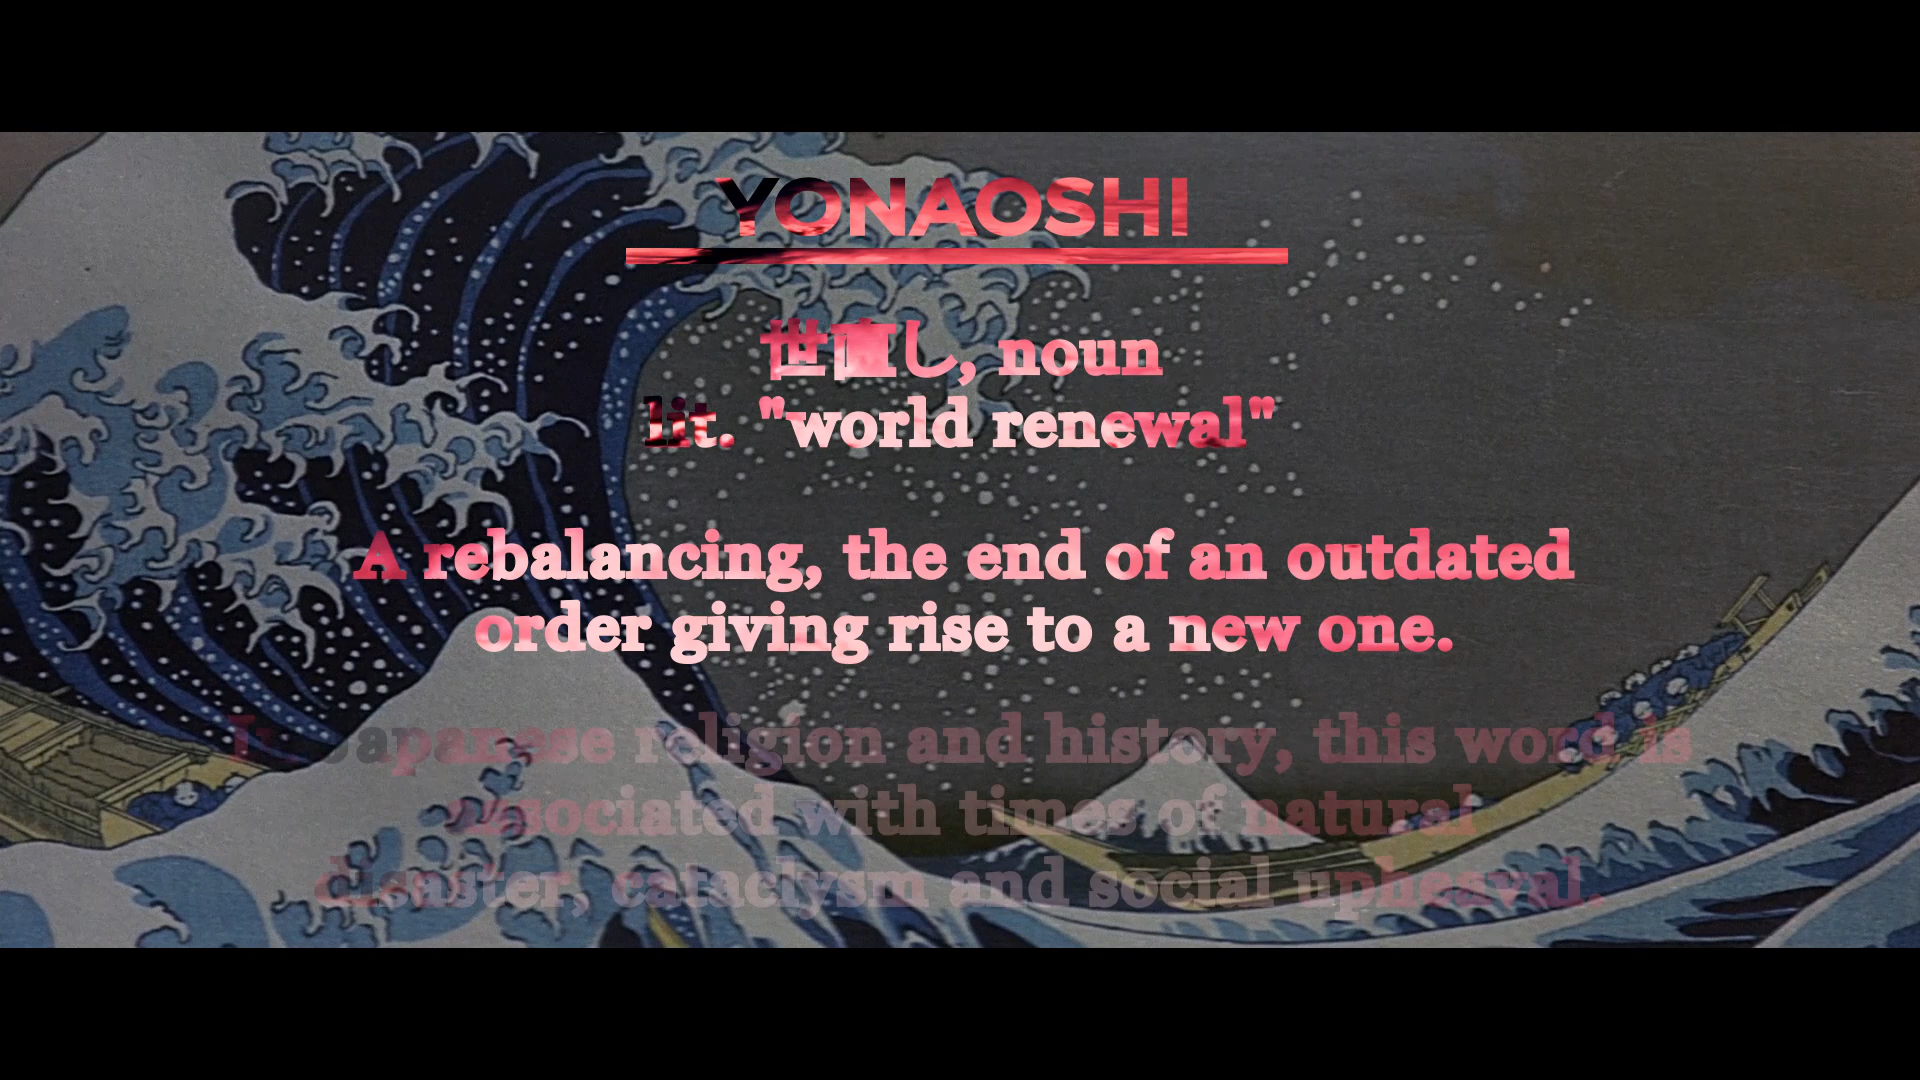 YONAOSHI
世直し, noun
lit. "world renewal"
A rebalancing, the end of an outdated
order giving rise to a new one.
In Japanese religion and history, this word is
associated with times of natural
disaster, cataclysm and social upheaval.